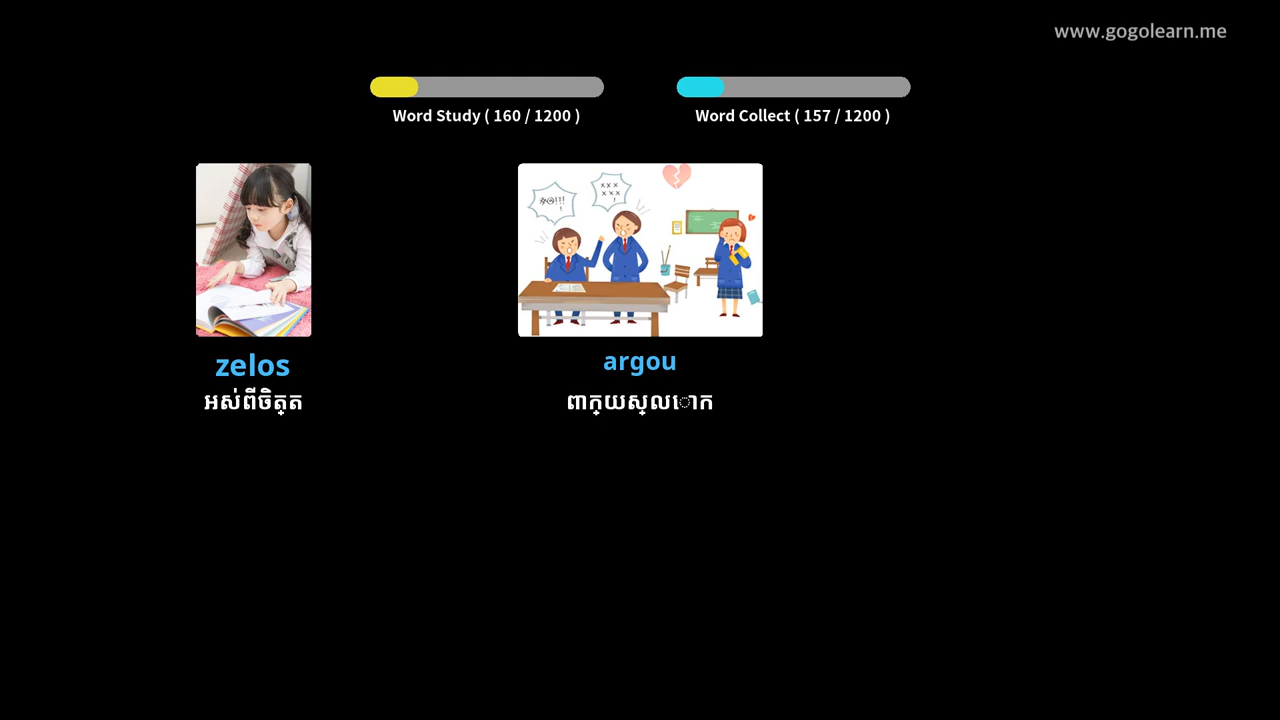 www.gogolearn.me
Word Study ( 160 / 1200 )
Word Collect ( 157 / 1200 )
#@!!!
!
x x x
x x x
!
zelos
អស់ពីចិត្ត
argou
ពាក្យស្លោក